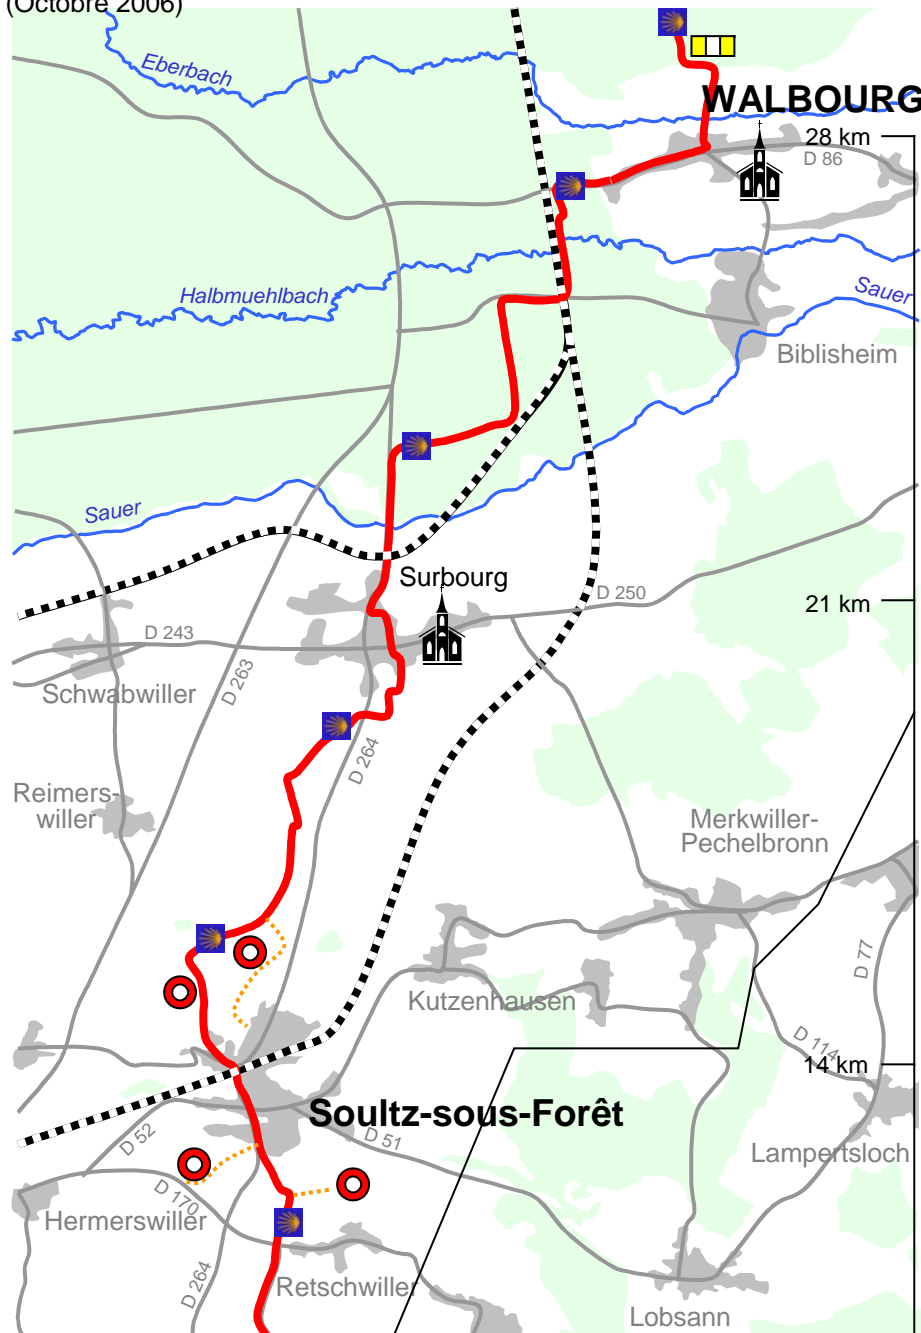 (Octobre 2006)
Eberbach
WALBOURG
28 km
D 86
Halbmuehlbach
Sauer
Biblisheim
Sauer
Surbourg
D 250
21 km
D 243
D 263
Schwabwiller
D 264
Reimers-
willer
Merkwiller-
Pechelbronn
D 77
Kutzenhausen
D 114
14 km
Soultz-sous-Forêt
D 52
D 51
Lampertsloch
D 170
Hermerswiller
D 264
Retschwiller
Lobsann